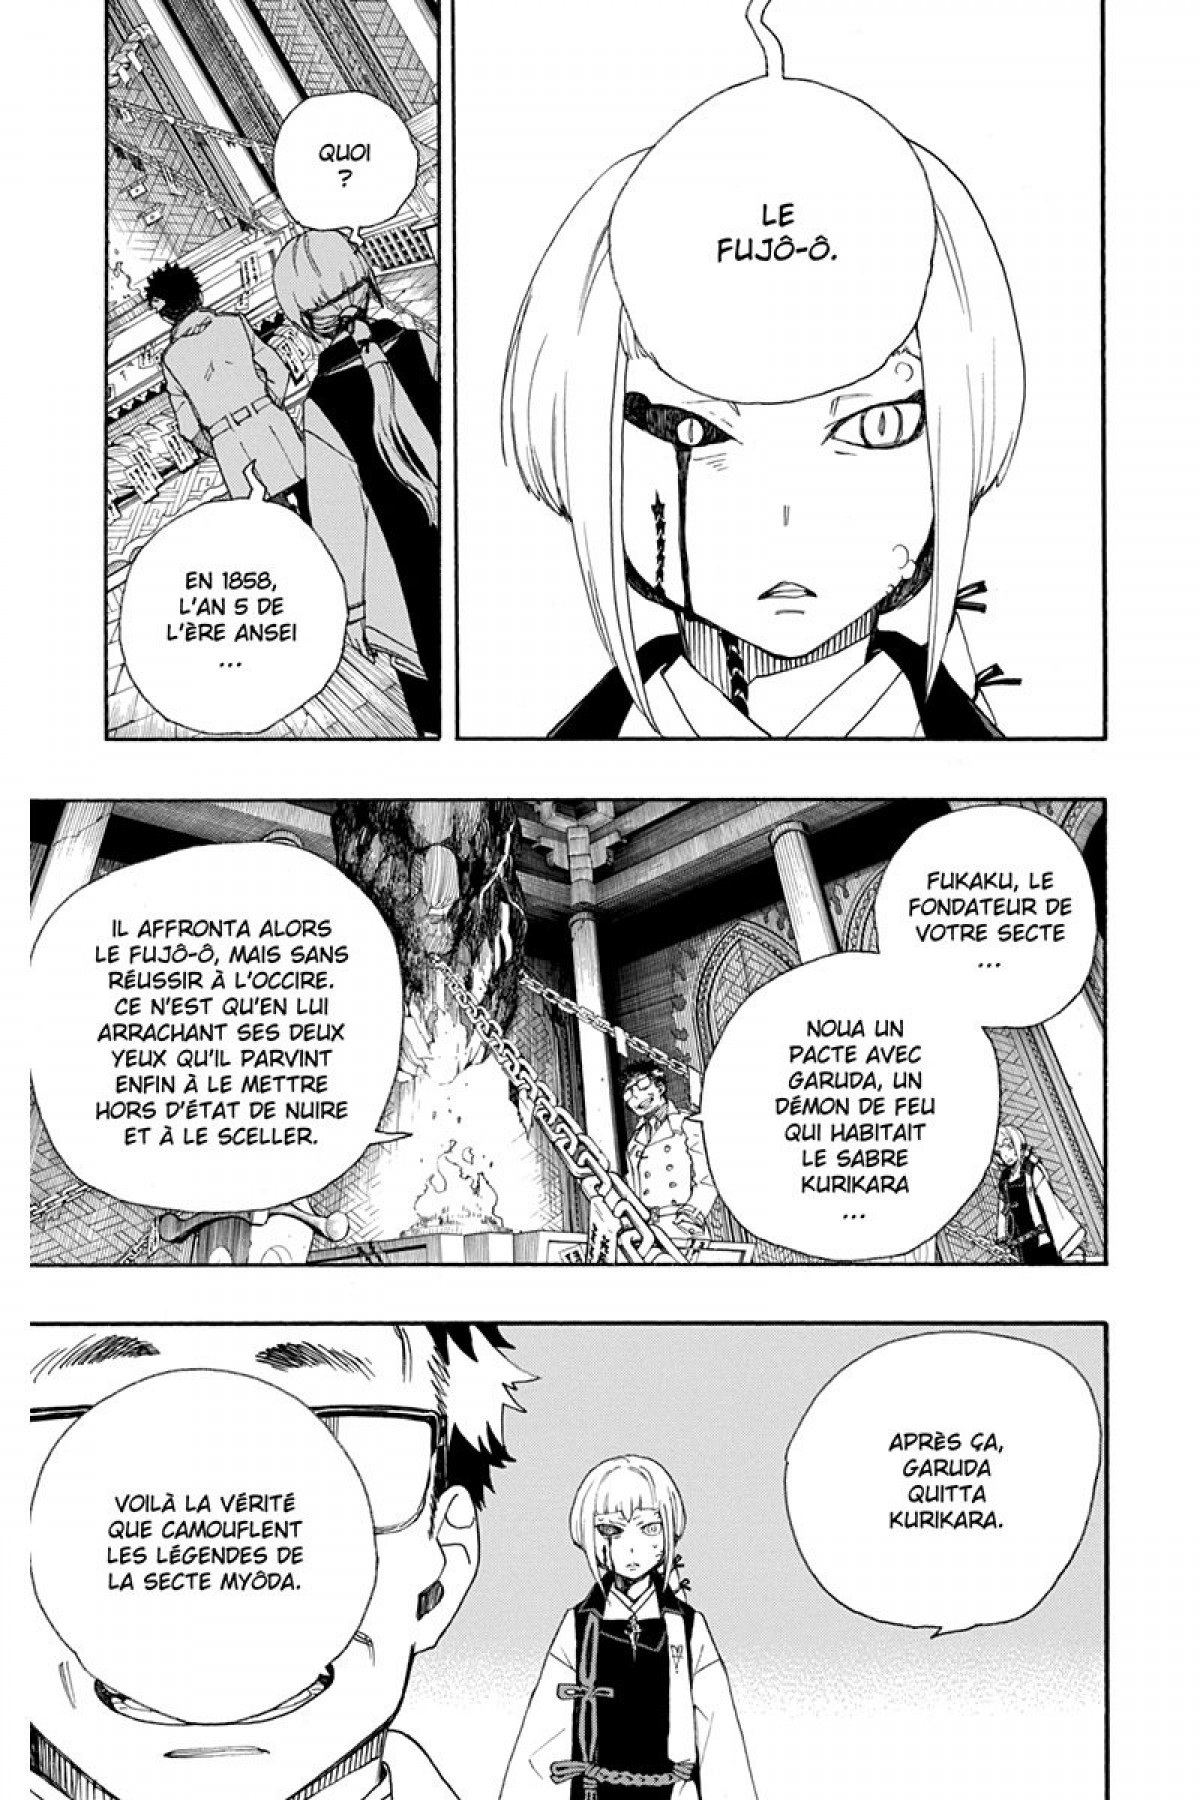 LE
FUJÔ-Ô.
QUOI
?
EN 1858,
L'AN 5 DE
L'ÈRE ANSEI
...
FUKAKU, LE
FONDATEUR DE
VOTRE SECTE
...
NOUA UN
PACTE AVEC
GARUDA, UN
DÉMON DE FEU
QUI HABITAIT
LE SABRE
KURIKARA
...
IL AFFRONTA ALORS
LE FUJÔ-Ô, MAIS SANS
RÉUSSIR À L'OCCIRE.
CE N'EST QU'EN LUI
ARRACHANT SES DEUX
YEUX QU'IL PARVINT
ENFIN À LE METTRE
HORS D'ÉTAT DE NUIRE
ET À LE SCELLER.
APRÈS ÇA,
GARUDA
QUITTA
KURIKARA.
VOILÀ LA VÉRITÉ
QUE CAMOUFLENT
LES LÉGENDES DE
LA SECTE MYÔDA.